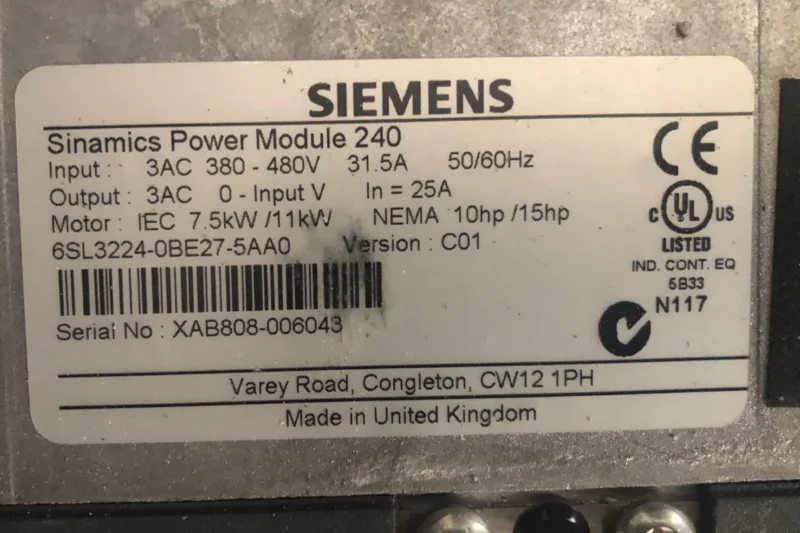 SIEMENS
Sinamics Power Module 240
Input : 3AC 380 - 480V 31.5A 50/60Hz
Output : 3AC 0 - Input V In = 25A
Motor : IEC 7.5kW /11kW NEMA 10hp /15hp
6SL3224-0BE27-5AA0 Version : C01
Serial No : XAB808-006043
CE
C UL US
LISTED
IND. CONT. EQ
5B33
N117
Varey Road, Congleton, CW12 1PH
Made in United Kingdom